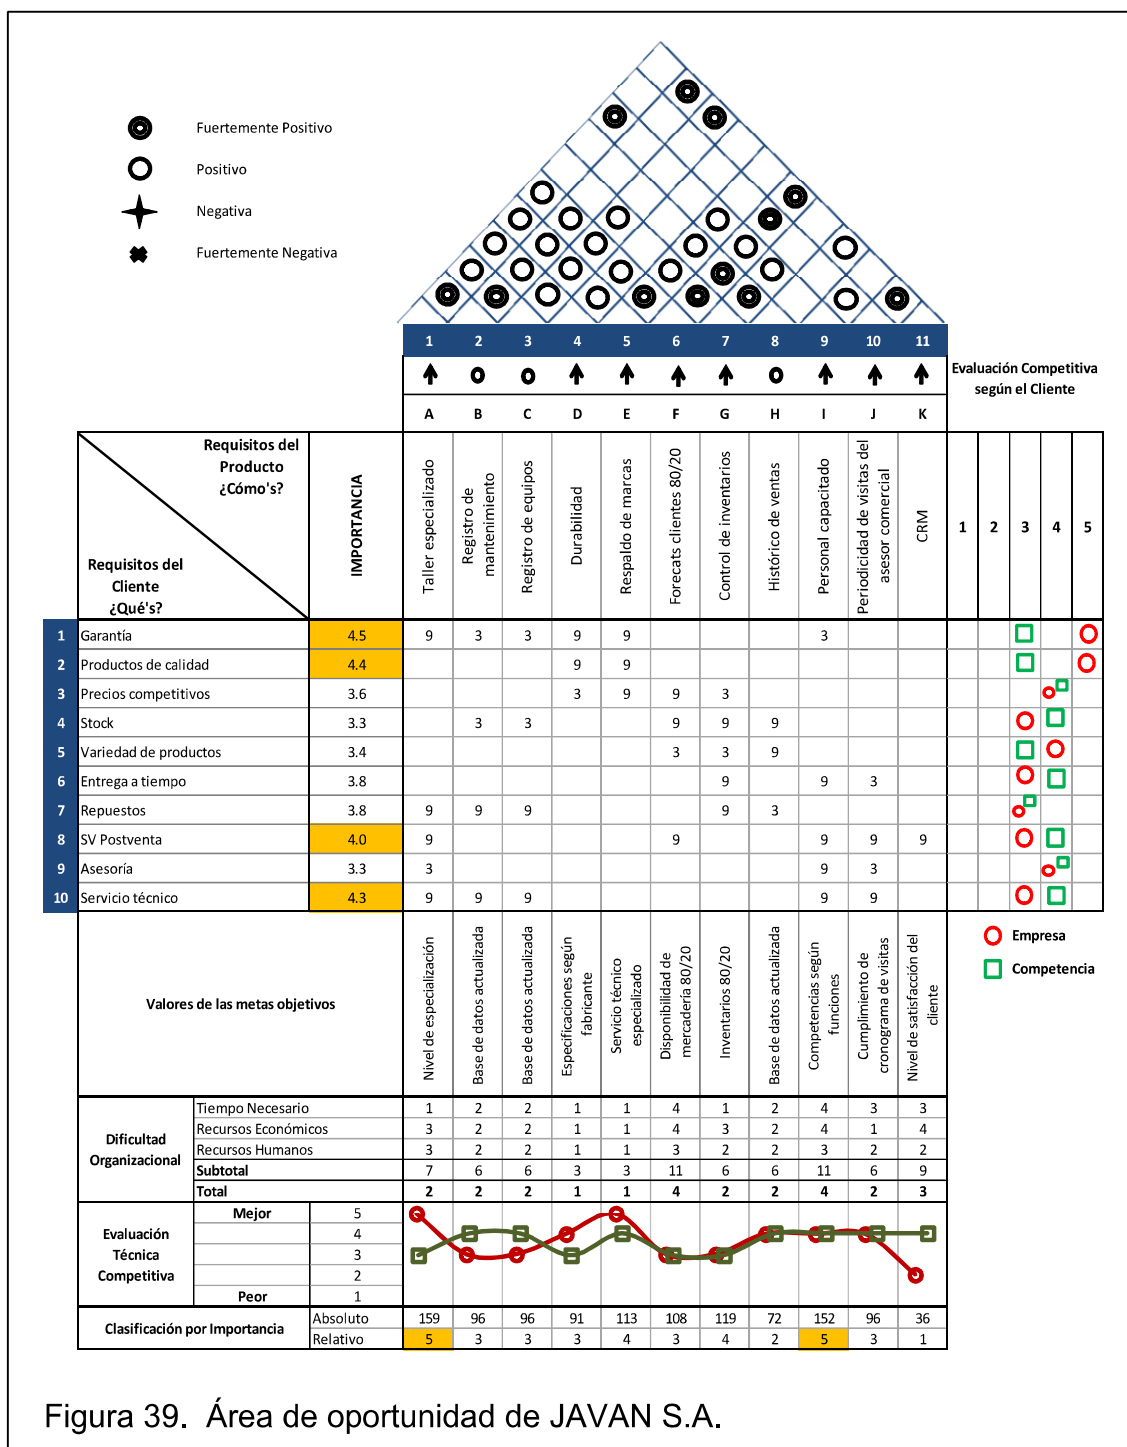 Fuertemente Positivo
Positivo
Negativa
Fuertemente Negativa
1 2 3 4 5 6 7 8 9 10 11
Evaluación Competitiva
según el Cliente
A B C D E F G H I J K
Requisitos del
Producto
¿Cómo's?
Requisitos del
Cliente
¿Qué's?
IMPORTANCIA
Taller especializado
Registro de
mantenimiento
Registro de equipos
Durabilidad
Respaldo de marcas
Forecats clientes 80/20
Control de inventarios
Histórico de ventas
Personal capacitado
Periodicidad de visitas del
asesor comercial
CRM
1 2 3 4 5
1 Garantía 4.5 9 3 3 9 9 3
2 Productos de calidad 4.4 9 9
3 Precios competitivos 3.6 3 9 9 3
4 Stock 3.3 3 3 9 9 9
5 Variedad de productos 3.4 3 3 9
6 Entrega a tiempo 3.8 9 9 3
7 Repuestos 3.8 9 9 9 9 3
8 SV Postventa 4.0 9 9 9 9 9
9 Asesoría 3.3 3 9 3
10 Servicio técnico 4.3 9 9 9 9 9
Empresa
Competencia
Valores de las metas objetivos
Nivel de especialización
Base de datos actualizada
Base de datos actualizada
Especificaciones según
fabricante
Servicio técnico
especializado
Disponibilidad de
mercadería 80/20
Inventarios 80/20
Base de datos actualizada
Competencias según
funciones
Cumplimiento de
cronograma de visitas
Nivel de satisfacción del
cliente
Dificultad
Organizacional
Tiempo Necesario 1 2 2 1 1 4 1 2 4 3 3
Recursos Económicos 3 2 2 1 1 4 3 2 4 1 4
Recursos Humanos 3 2 2 1 1 3 2 2 3 2 2
Subtotal 7 6 6 3 3 11 6 6 11 6 9
Total 2 2 2 1 1 4 2 2 4 2 3
Evaluación
Técnica
Competitiva
Mejor 5
4
3
2
Peor 1
Clasificación por Importancia
Absoluto 159 96 96 91 113 108 119 72 152 96 36
Relativo 5 3 3 3 4 3 4 2 5 3 1
Figura 39. Área de oportunidad de JAVAN S.A.